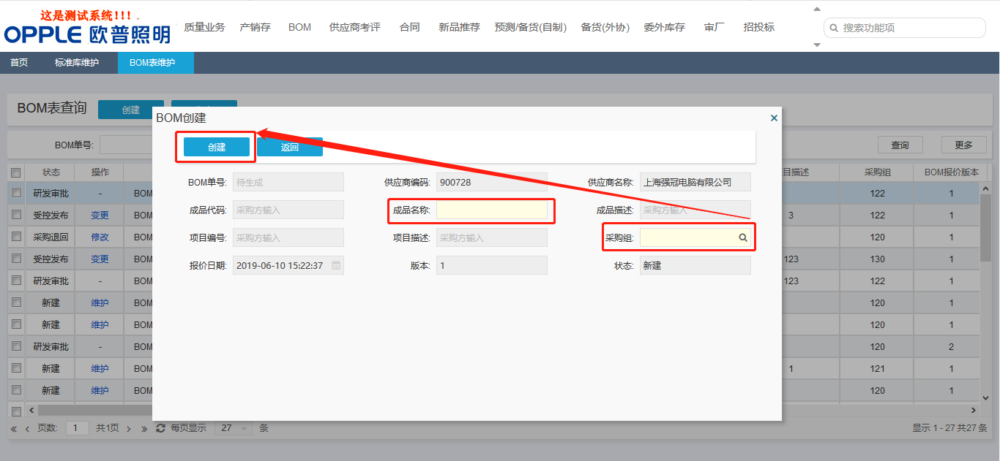 这是测试系统!!!
OPPLE 欧普照明
质量业务 产销存 BOM 供应商考评 合同 新品推荐 预测/备货(自制) 备货(外协) 委外库存 审厂 招投标
搜索功能项
首页 标准库维护 BOM表维护
BOM表查询 创建
BOM单号: 查询 更多
BOM创建
创建 返回
BOM单号: 待生成 供应商编码: 900728 供应商名称: 上海强冠电脑有限公司
成品代码: 采购方输入 成品名称: 成品描述: 采购方输入
项目编号: 采购方输入 项目描述: 采购方输入 采购组:
报价日期: 2019-06-10 15:22:37 版本: 1 状态: 新建
状态 操作 目描述 采购组 BOM报价版本
研发审批 - BOM 122 1
受控发布 变更 BOM 3 122 1
采购退回 修改 BOM 120 1
受控发布 变更 BOM 123 130 1
研发审批 - BOM 123 122 1
新建 维护 BOM 120 1
新建 维护 BOM 120 1
研发审批 - BOM 120 2
新建 维护 BOM 1 121 1
新建 维护 BOM 120 1
页数: 1 共1页 每页显示 27 条 显示 1 - 27 共27 条